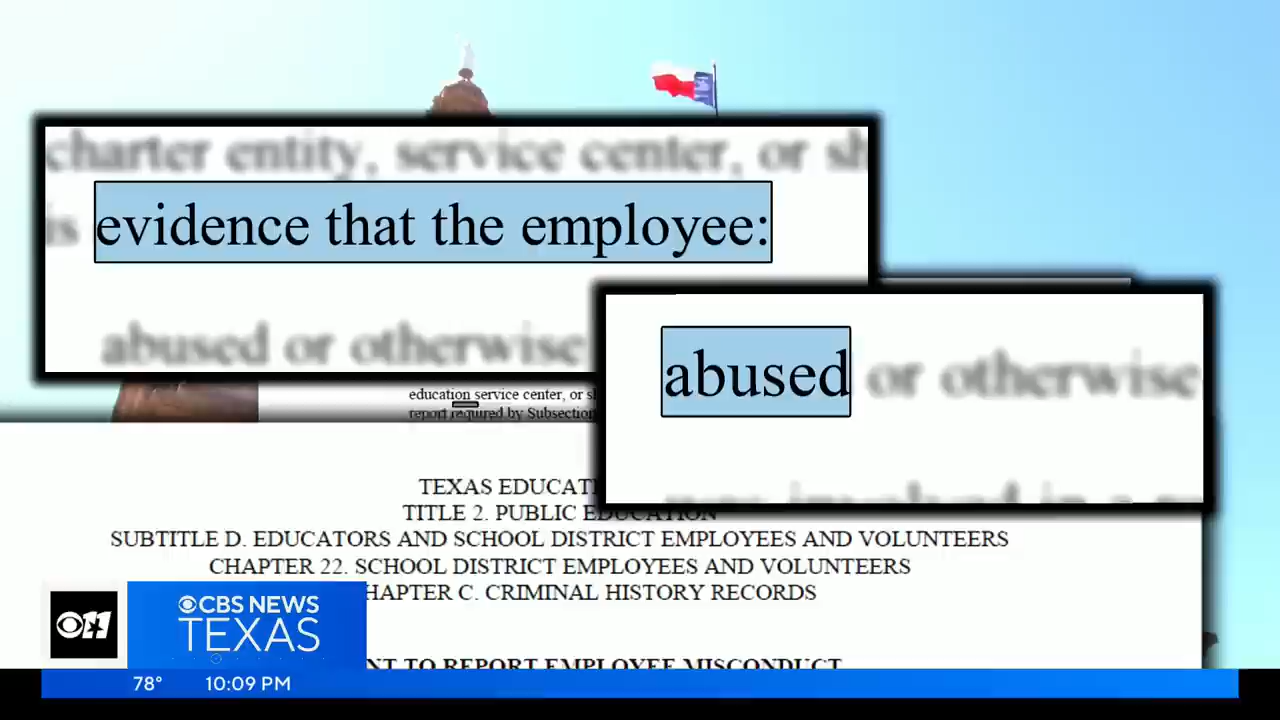 charter entity, service center, or sh
is evidence that the employee:
abused or otherwise
abused or otherwise
education service center, or sh
report required by Subsection
TEXAS EDUCATI
TITLE 2. PUBLIC EDUCATION
SUBTITLE D. EDUCATORS AND SCHOOL DISTRICT EMPLOYEES AND VOLUNTEERS
CHAPTER 22. SCHOOL DISTRICT EMPLOYEES AND VOLUNTEERS
HAPTER C. CRIMINAL HISTORY RECORDS
NT TO REPORT EMPLOYEE MISCONDUCT
11
CBS NEWS
TEXAS
78° 10:09 PM